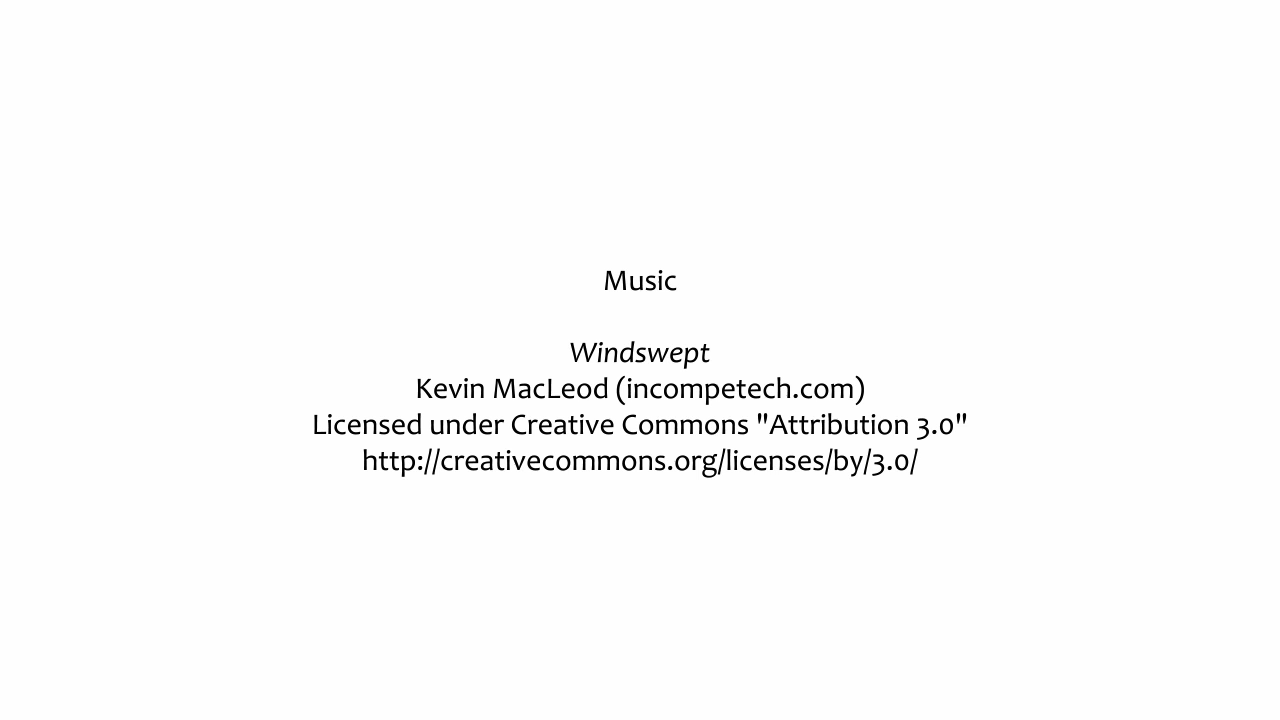 Music
Windswept
Kevin MacLeod (incompetech.com)
Licensed under Creative Commons "Attribution 3.0"
http://creativecommons.org/licenses/by/3.0/